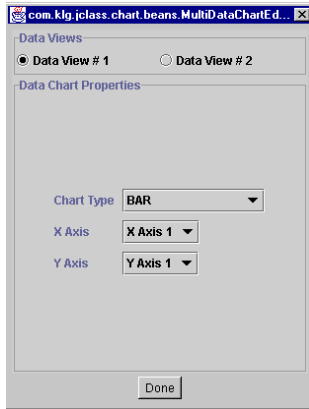 com.klg.jclass.chart.beans.MultiDataChartEd...
Data Views
Data View # 1 Data View # 2
Data Chart Properties
Chart Type BAR
X Axis X Axis 1
Y Axis Y Axis 1
Done